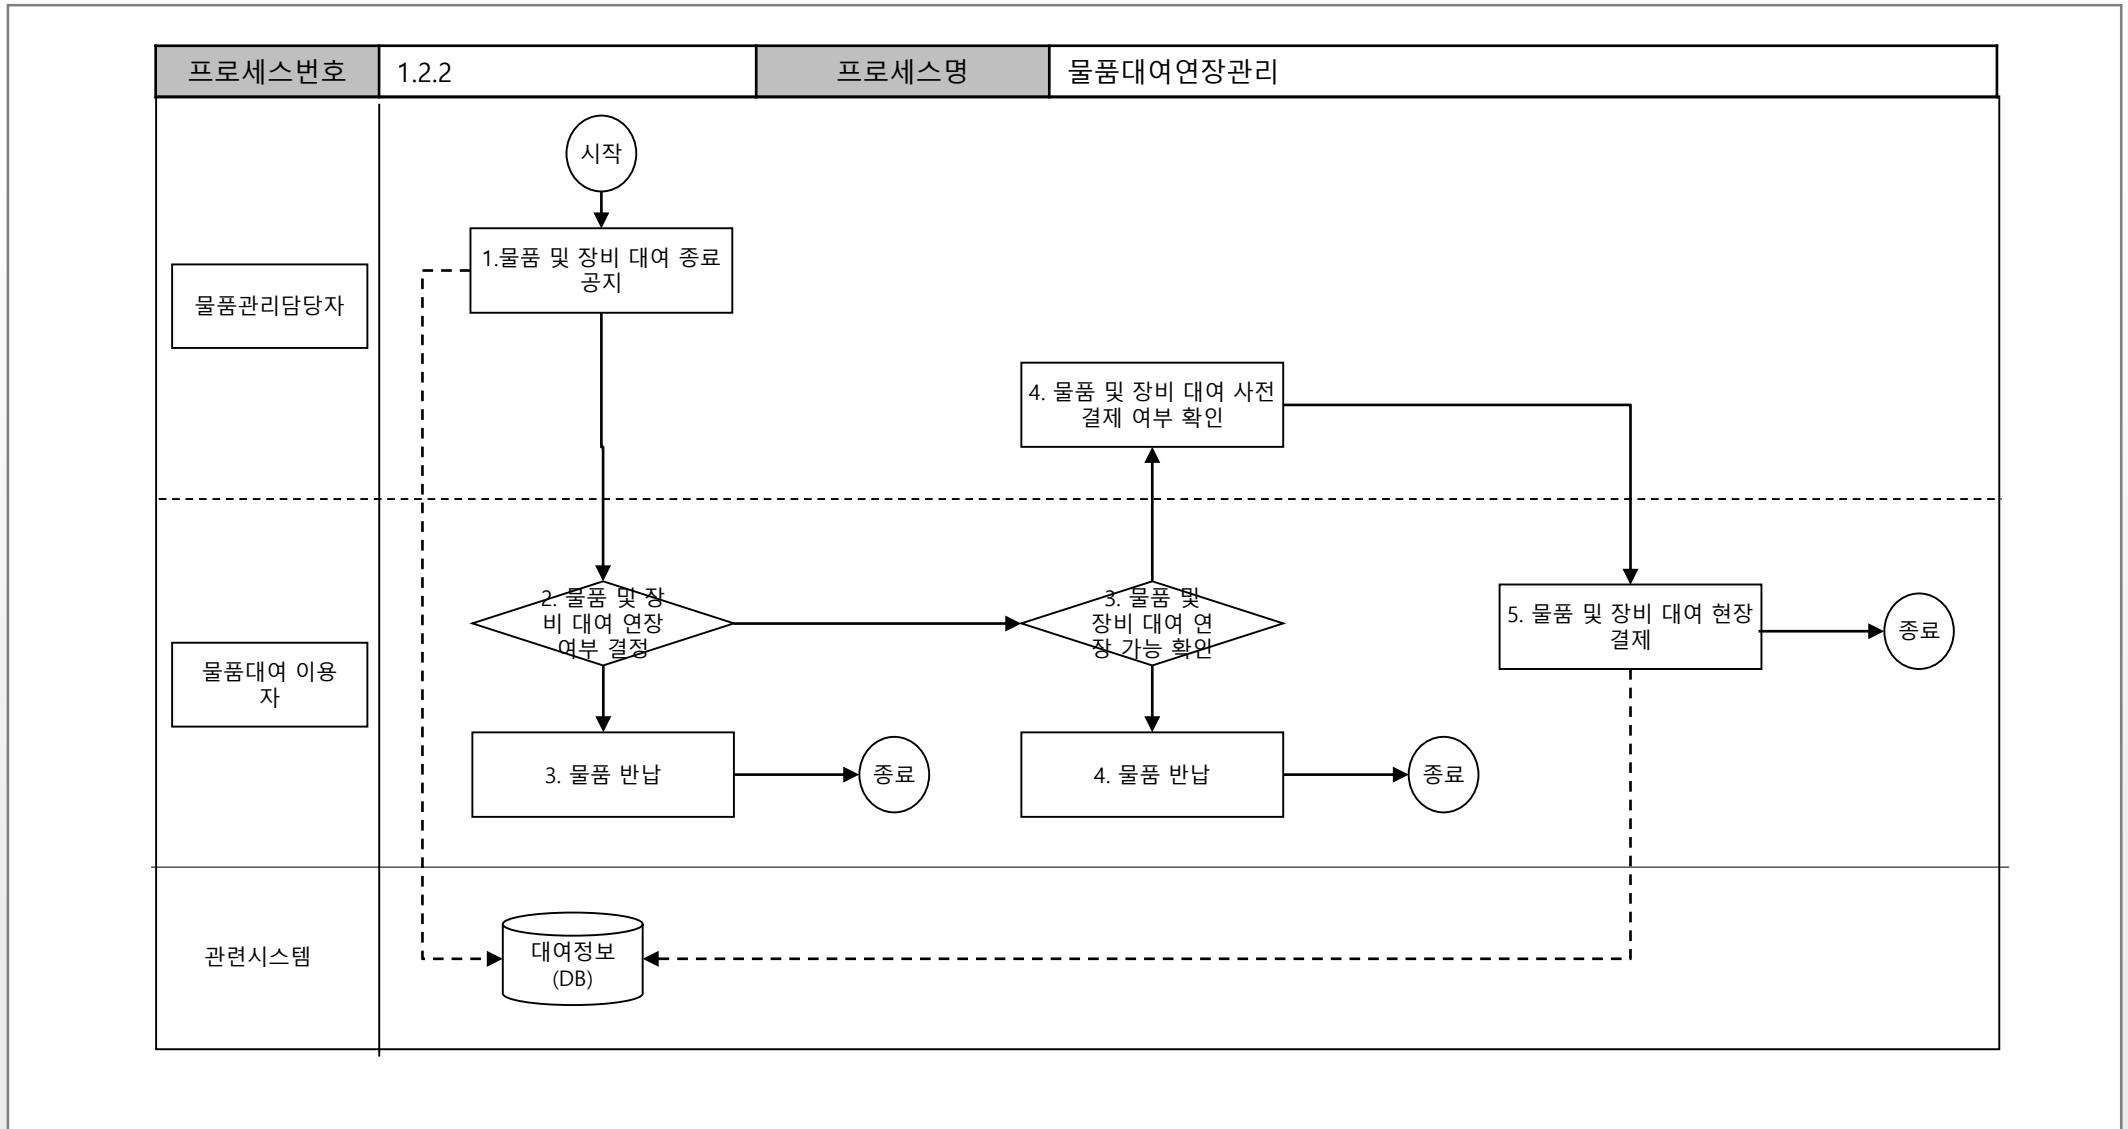 프로세스번호
1.2.2
프로세스명
물품대여연장관리
시작
1.물품 및 장비 대여 종료
공지
물품관리담당자
4. 물품 및 장비 대여 사전
결제 여부 확인
2. 물품 및 장
비 대여 연장
여부 결정
3. 물품 및
장비 대여 연
장 가능 확인
5. 물품 및 장비 대여 현장
결제
종료
물품대여 이용
자
3. 물품 반납
종료
4. 물품 반납
종료
관련시스템
대여정보
(DB)